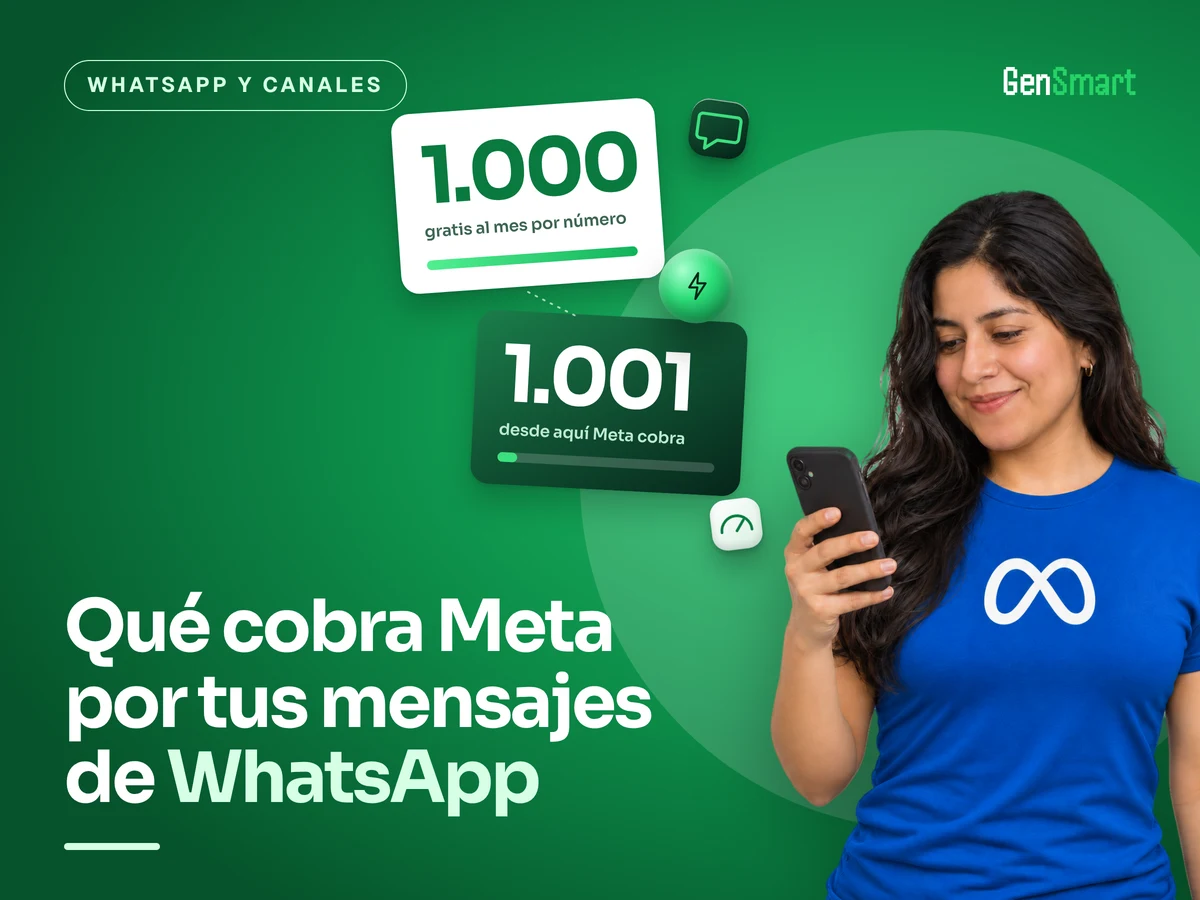 WHATSAPP Y CANALES
GenSmart
1.000
gratis al mes por número
1.001
desde aquí Meta cobra
Qué cobra Meta
por tus mensajes
de WhatsApp